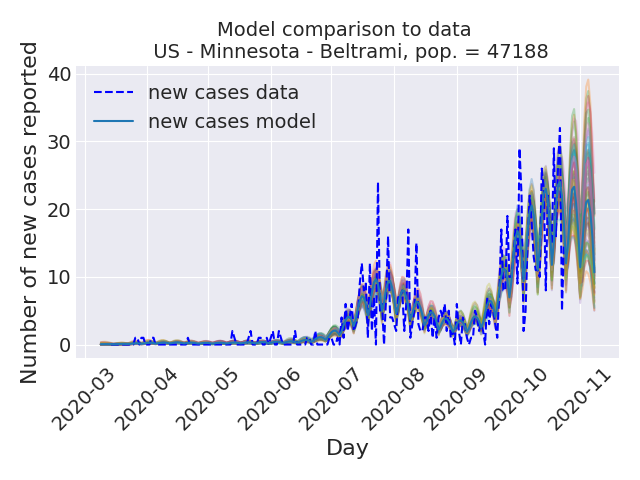 Model comparison to data
US - Minnesota - Beltrami, pop. = 47188
Number of new cases reported
40
30
20
10
0
new cases data
new cases model
2020-03
2020-04
2020-05
2020-06
2020-07
2020-08
2020-09
2020-10
2020-11
Day